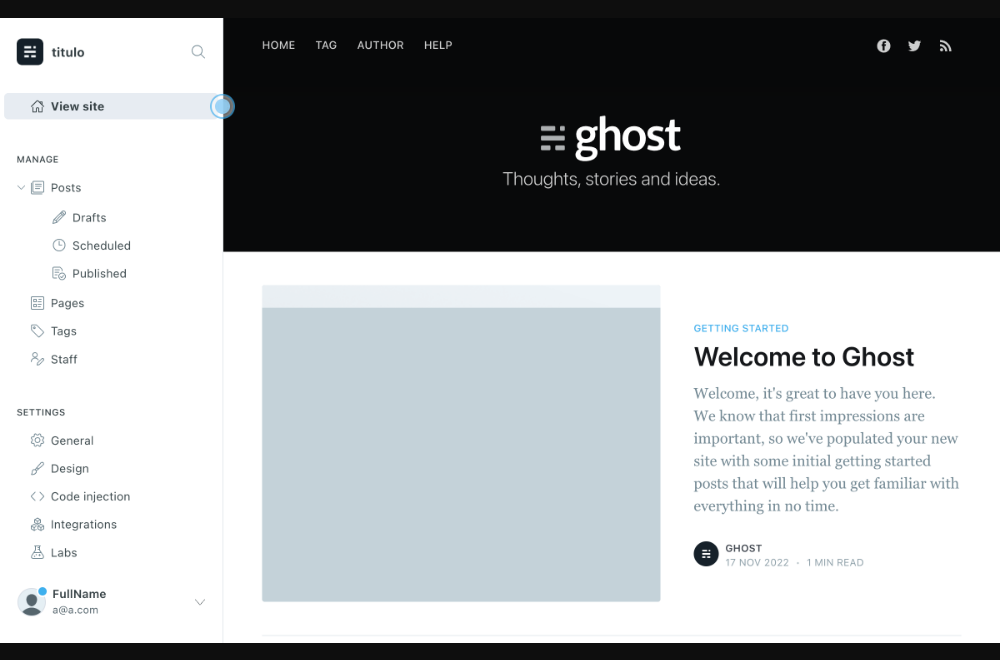 titulo
View site
MANAGE
Posts
Drafts
Scheduled
Published
Pages
Tags
Staff
SETTINGS
General
Design
Code injection
Integrations
Labs
FullName
a@a.com
HOME TAG AUTHOR HELP
ghost
Thoughts, stories and ideas.
GETTING STARTED
Welcome to Ghost
Welcome, it's great to have you here.
We know that first impressions are
important, so we've populated your new
site with some initial getting started
posts that will help you get familiar with
everything in no time.
GHOST
17 NOV 2022 · 1 MIN READ